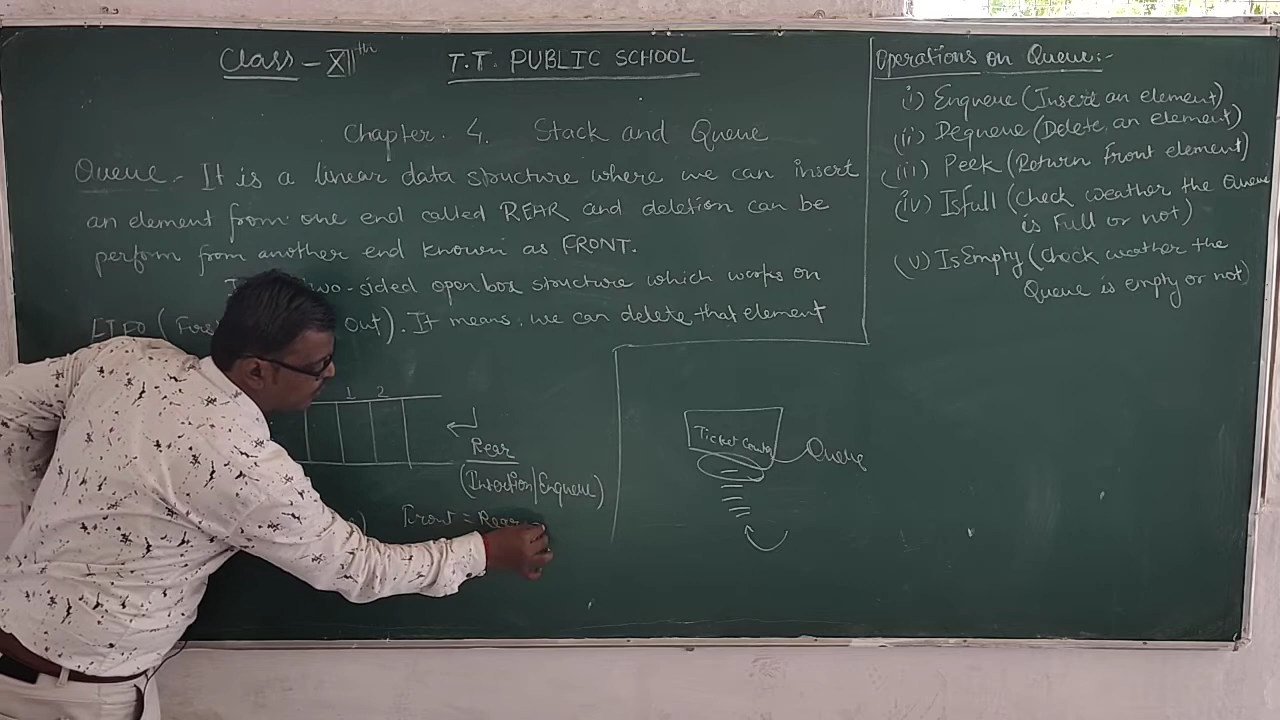 Class - XIIth
T.T. PUBLIC SCHOOL
Chapter. 4. Stack and Queue
Queue - It is a linear data structure where we can insert
an element from one end called REAR and deletion can be
perform from another end known as FRONT.
two-sided openbox structure which works on
FIFO ( Out). It means, we can delete that element
1 2
Rear
(Insertion/Enqueue)
Front = Rear =
Ticket Counter
Queue
Operations on Queue:-
(i) Enqueue (Insert an element)
(ii) Dequeue (Delete an element)
(iii) Peek (Return Front element)
(iv) Isfull (Check weather the Queue
is Full or not)
(v) IsEmpty (Check weather the
Queue is empty or not)